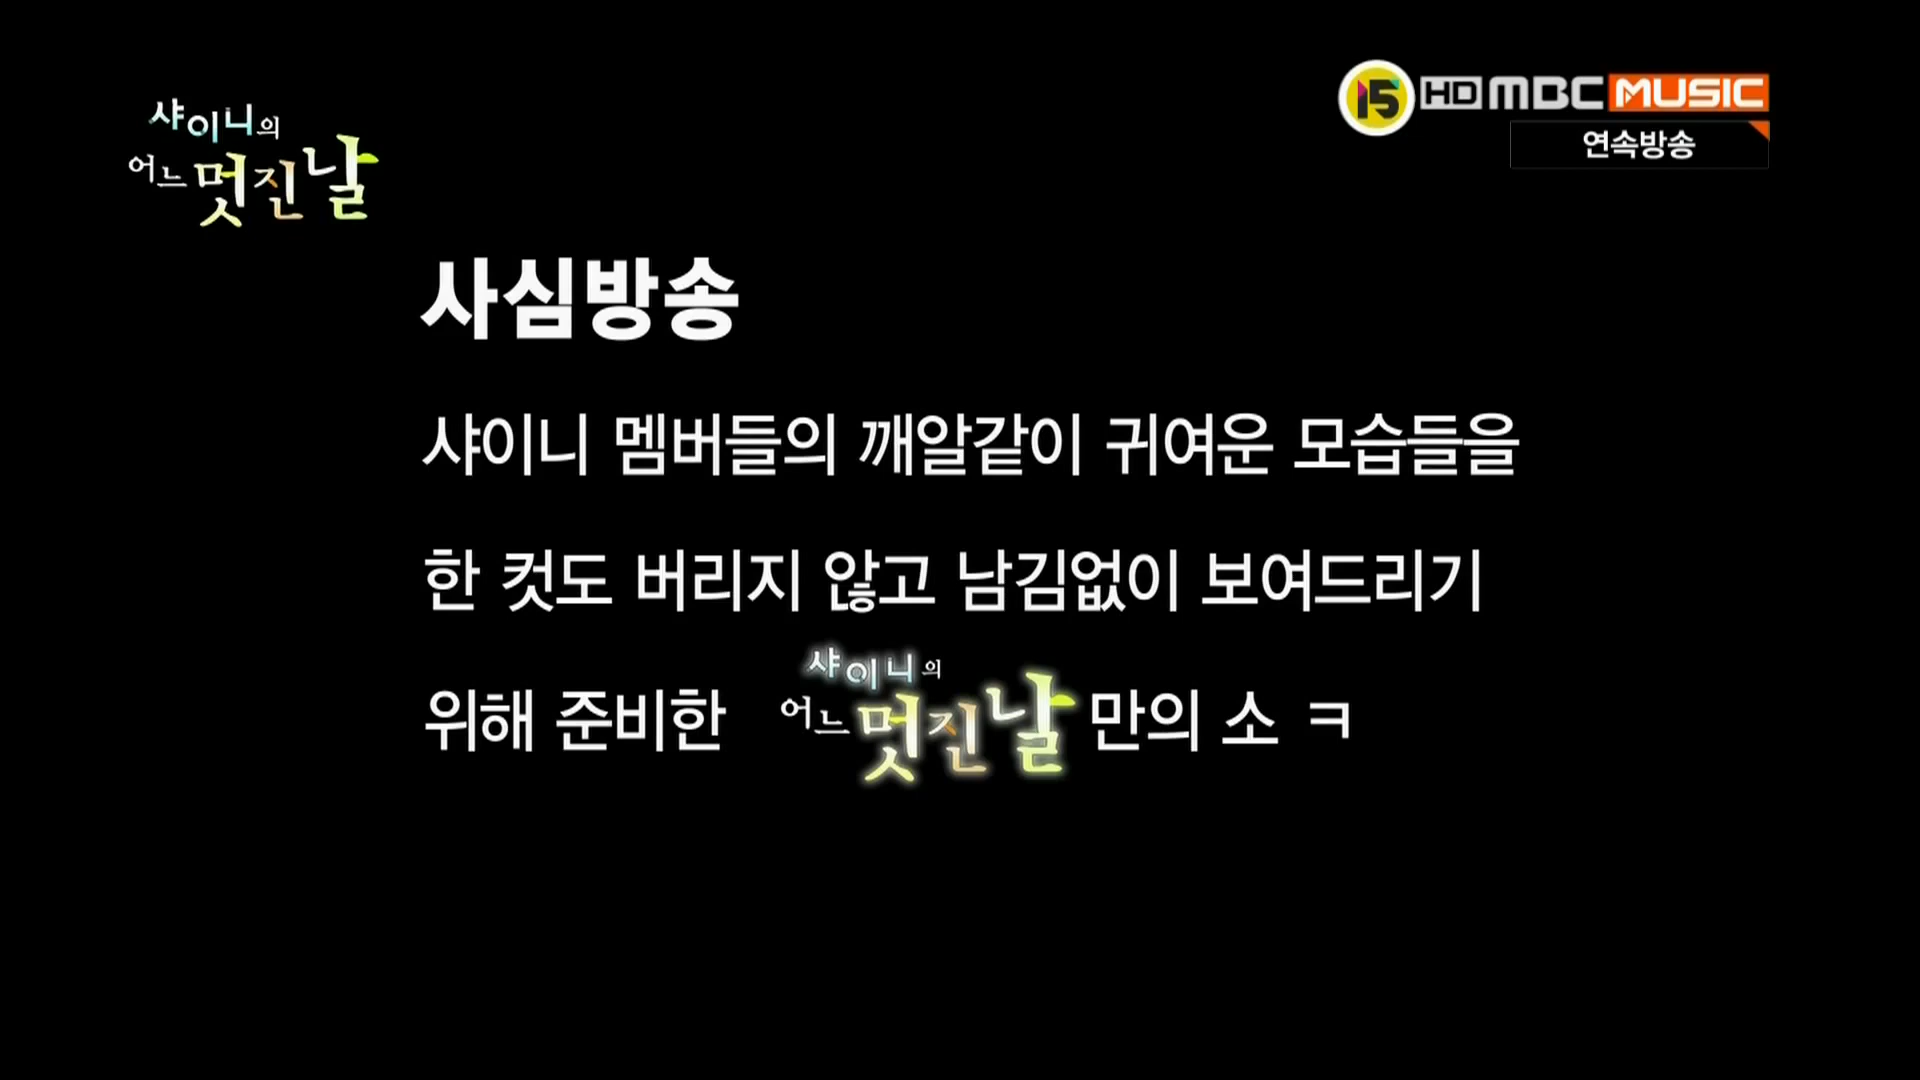 샤이니의
어느 멋진 날
15 HD MBC MUSIC
연속방송
사심방송
샤이니 멤버들의 깨알같이 귀여운 모습들을
한 컷도 버리지 않고 남김없이 보여드리기
위해 준비한 샤이니의 어느 멋진 날 만의 소 ㅋ